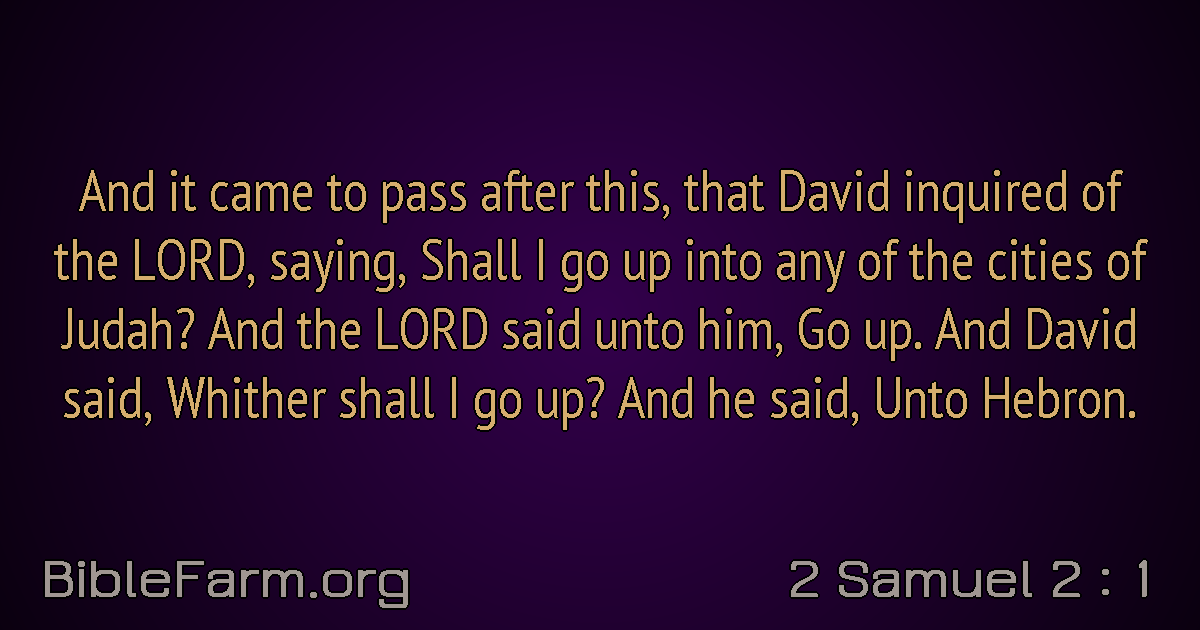 And it came to pass after this, that David inquired of
the LORD, saying, Shall I go up into any of the cities of
Judah? And the LORD said unto him, Go up. And David
said, Whither shall I go up? And he said, Unto Hebron.
BibleFarm.org
2 Samuel 2 : 1